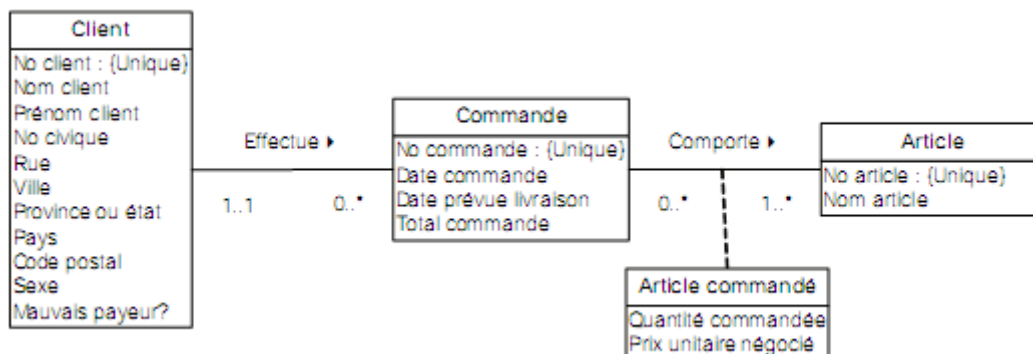 Client
No client : {Unique}
Nom client
Prénom client
No civique
Rue
Ville
Province ou état
Pays
Code postal
Sexe
Mauvais payeur?
Effectue
1..1
0..*
Commande
No commande : {Unique}
Date commande
Date prévue livraison
Total commande
Comporte
0..*
1..*
Article
No article : {Unique}
Nom article
Article commandé
Quantité commandée
Prix unitaire négocié